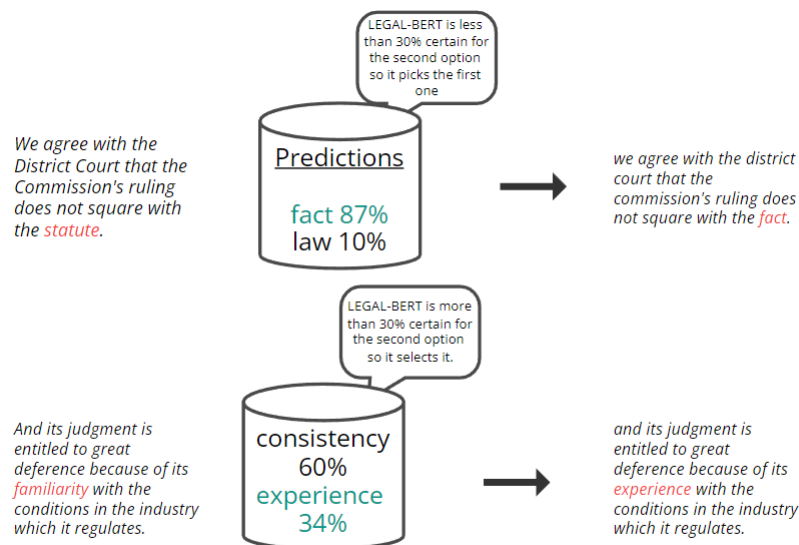 LEGAL-BERT is less
than 30% certain for
the second option
so it picks the first
one
We agree with the
District Court that the
Commission's ruling
does not square with
the statute.
Predictions
fact 87%
law 10%
we agree with the district
court that the
commission's ruling does
not square with the fact.
LEGAL-BERT is more
than 30% certain for
the second option
so it selects it.
And its judgment is
entitled to great
deference because of its
familiarity with the
conditions in the industry
which it regulates.
consistency
60%
experience
34%
and its judgment is
entitled to great
deference because of its
experience with the
conditions in the industry
which it regulates.